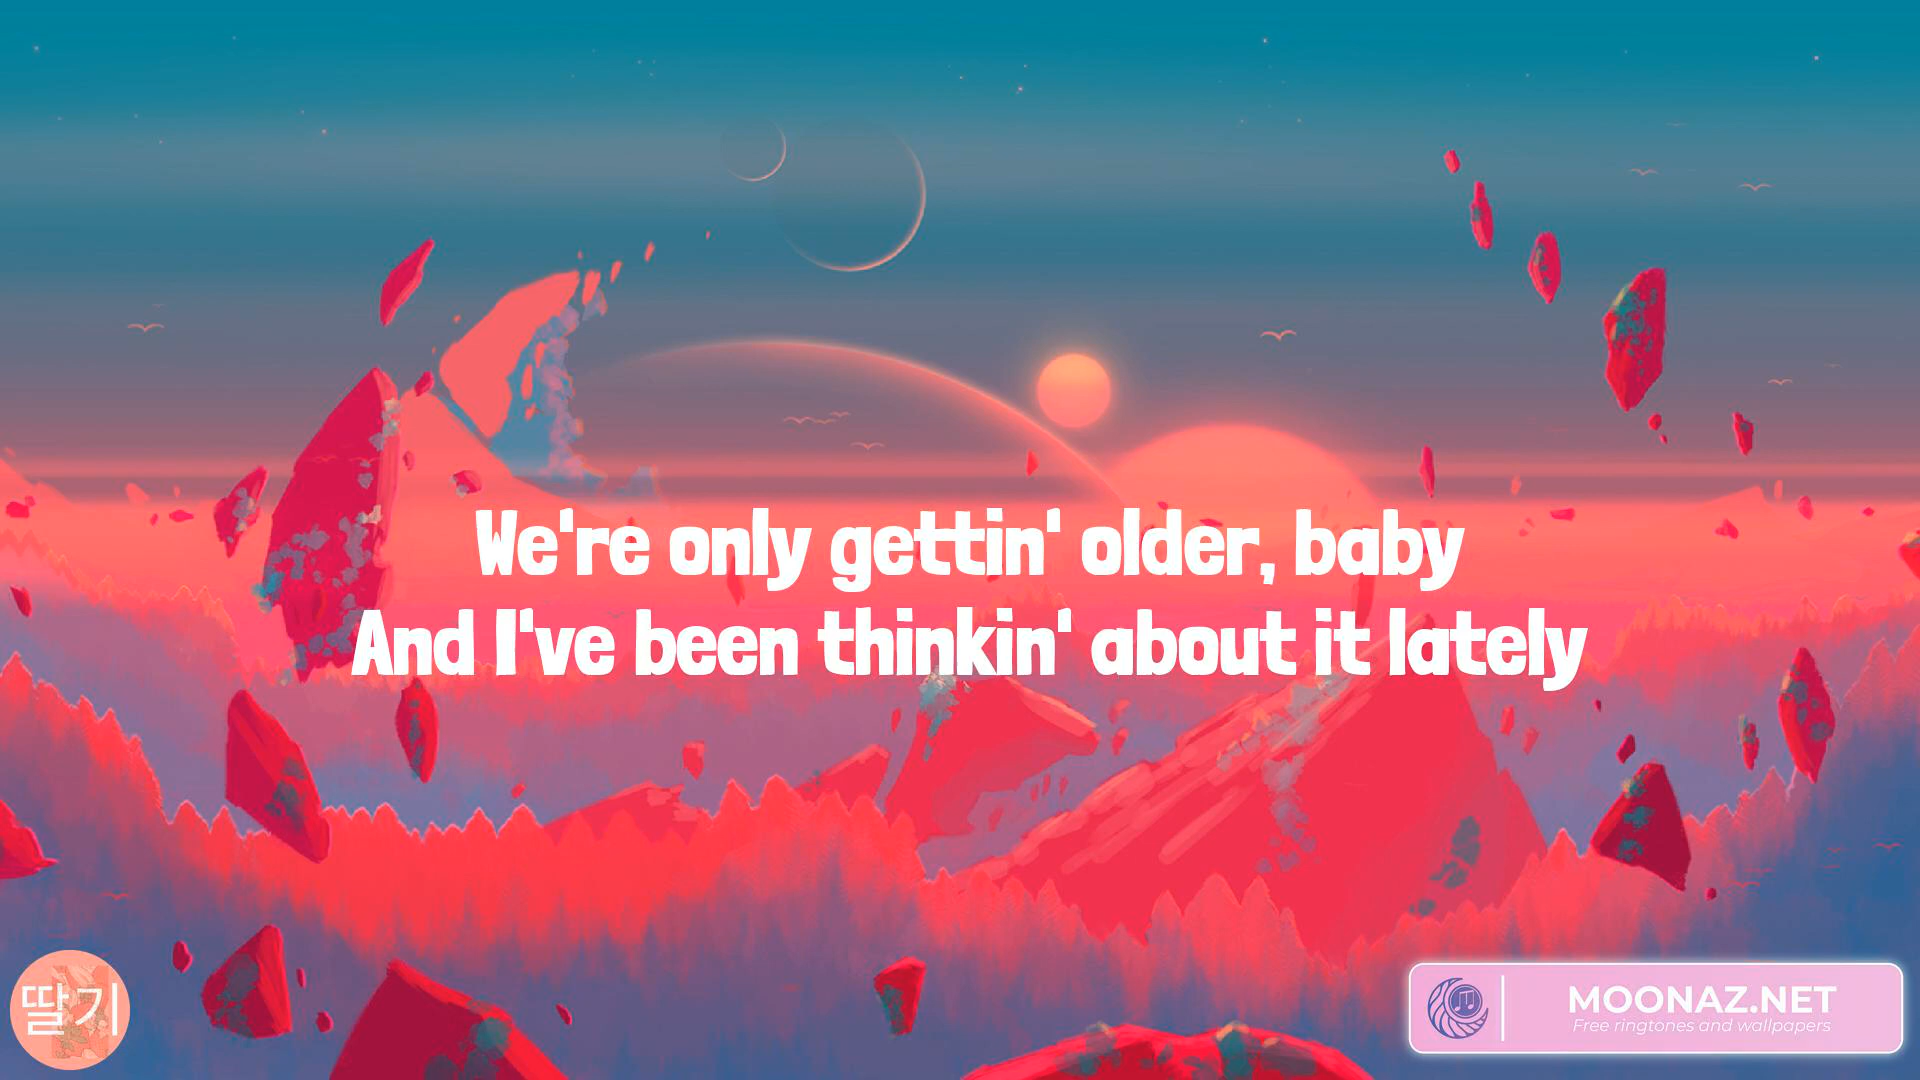 We're only gettin' older, baby
And I've been thinkin' about it lately
딸기
MOONAZ.NET
Free ringtones and wallpapers